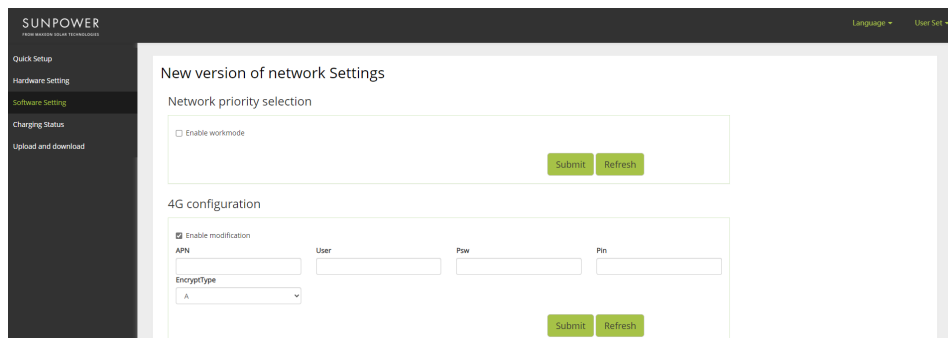 SUNPOWER
FROM MAXEON SOLAR TECHNOLOGIES
Language
User Set
Quick Setup
Hardware Setting
Software Setting
Charging Status
Upload and download
New version of network Settings
Network priority selection
Enable workmode
Submit Refresh
4G configuration
Enable modification
APN User Psw Pin
EncryptType
A
Submit Refresh